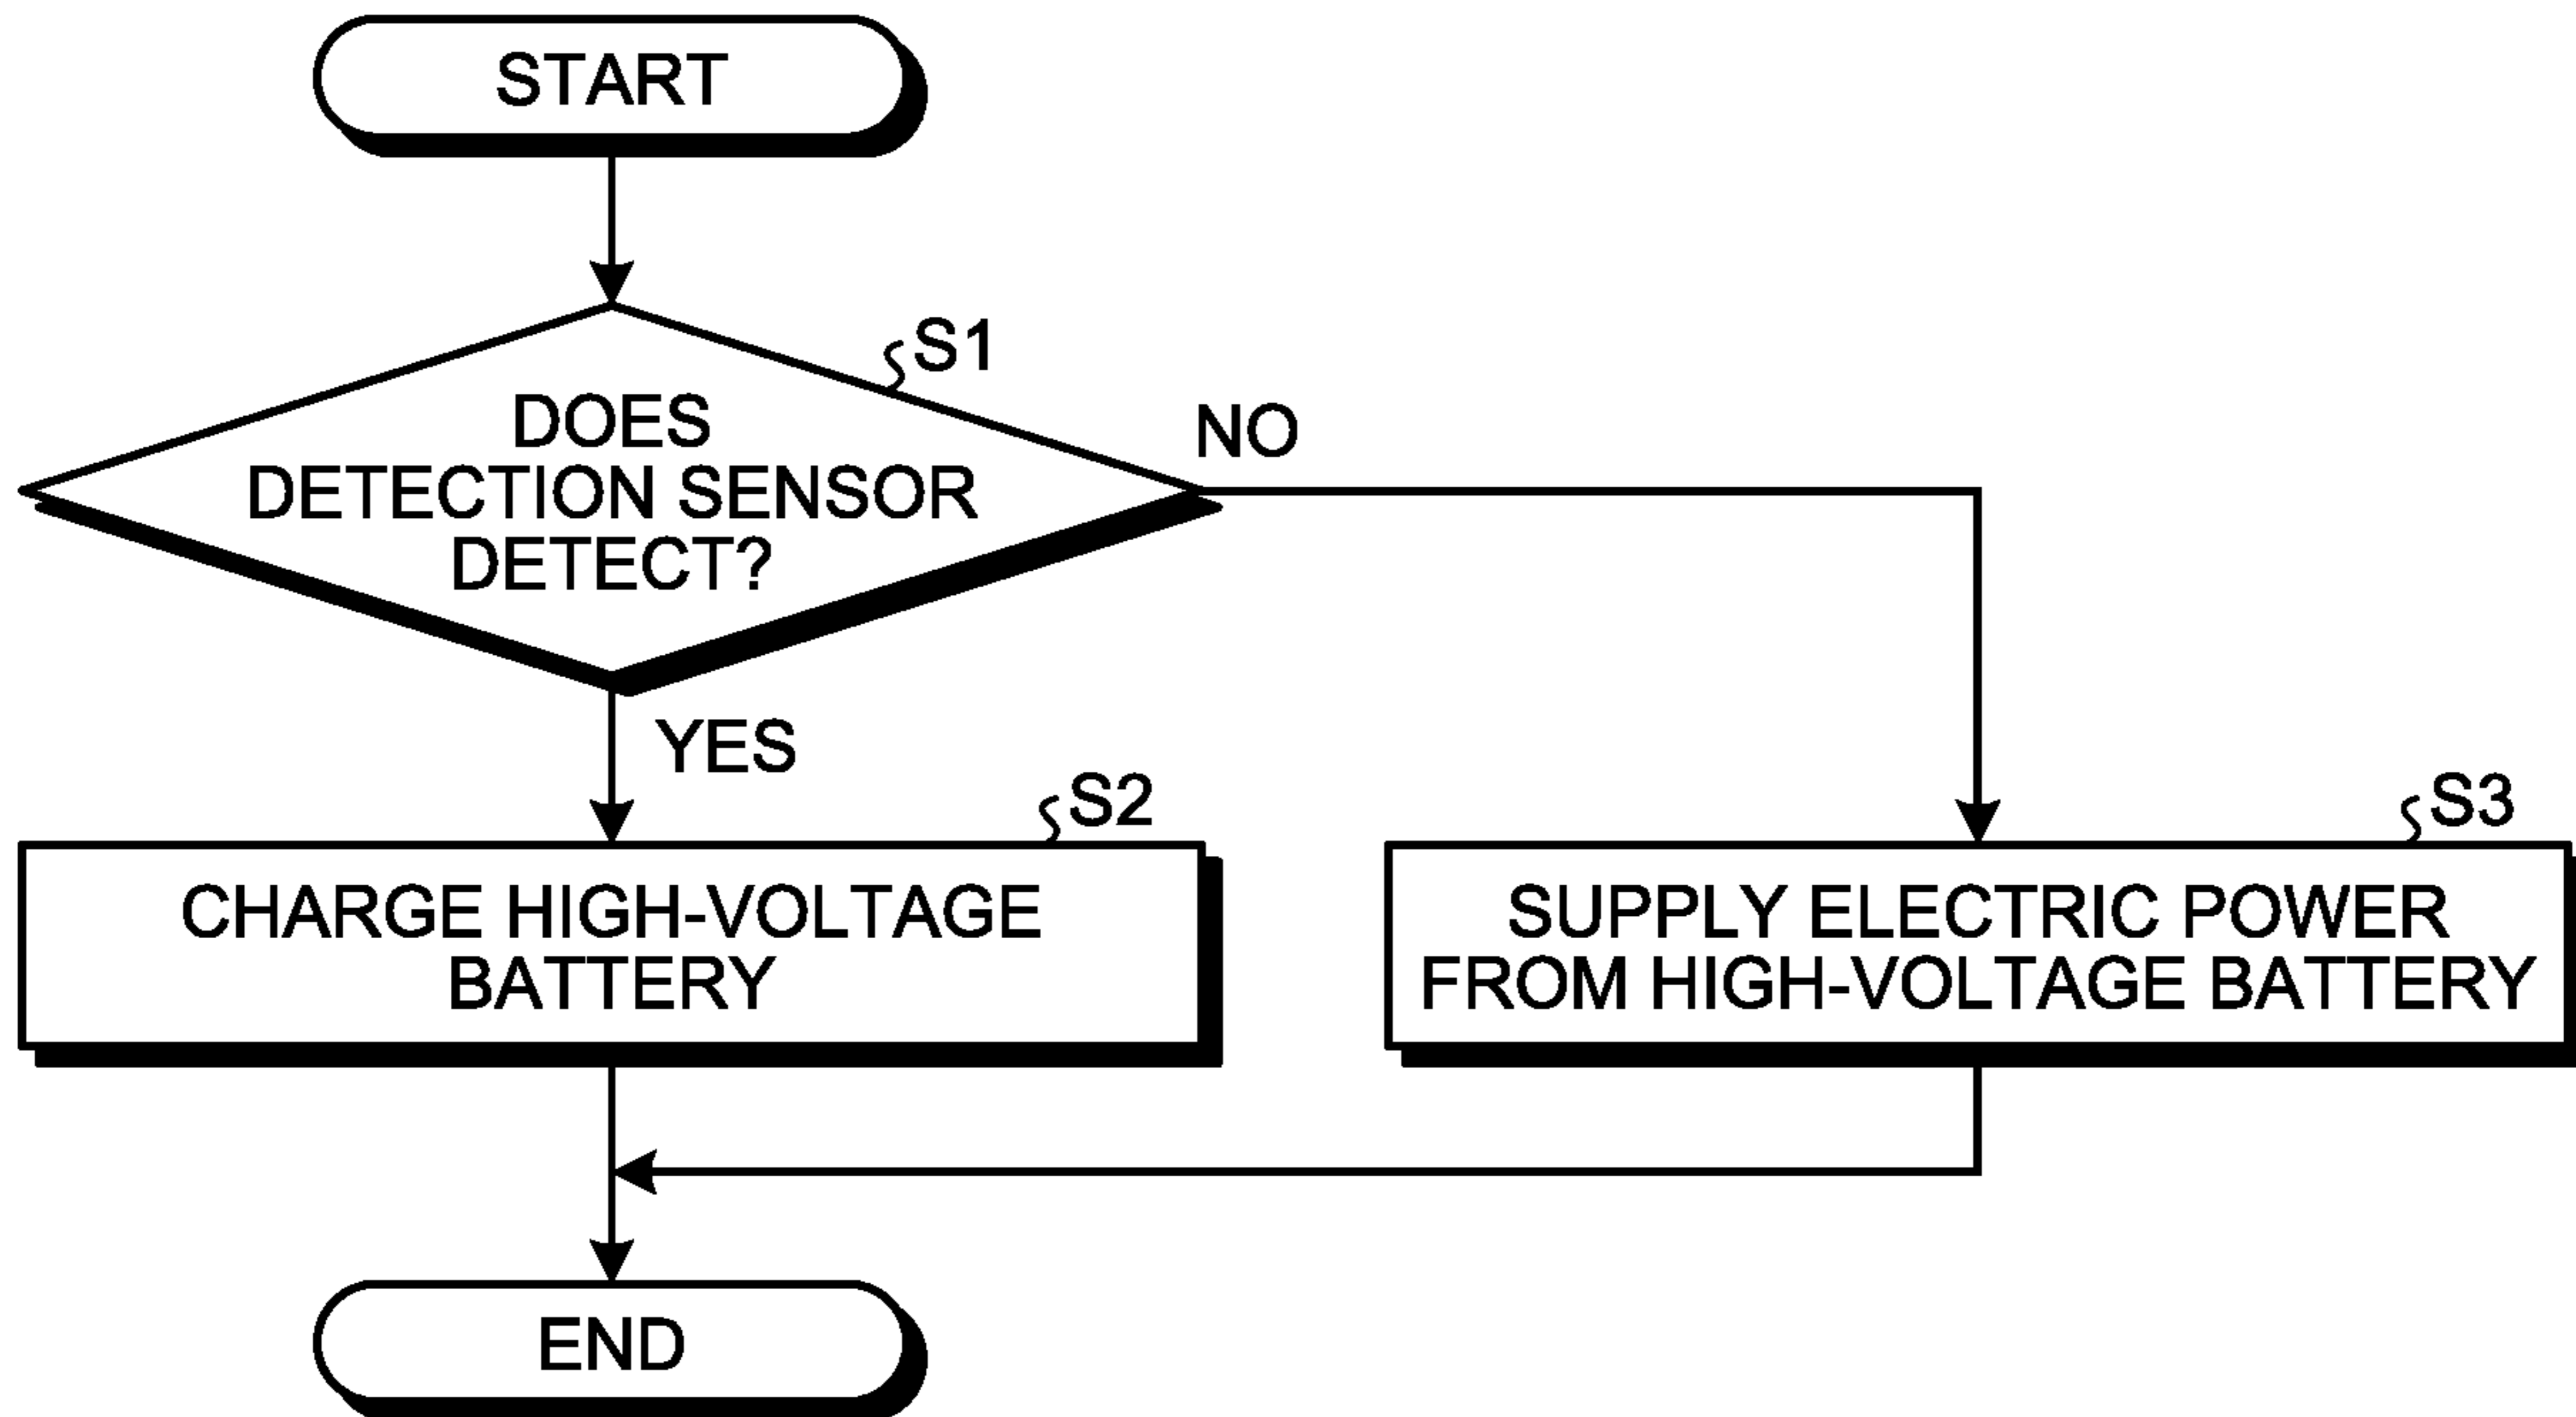 START
S1
DOES
DETECTION SENSOR
DETECT?
NO
YES
S2
CHARGE HIGH-VOLTAGE
BATTERY
S3
SUPPLY ELECTRIC POWER
FROM HIGH-VOLTAGE BATTERY
END